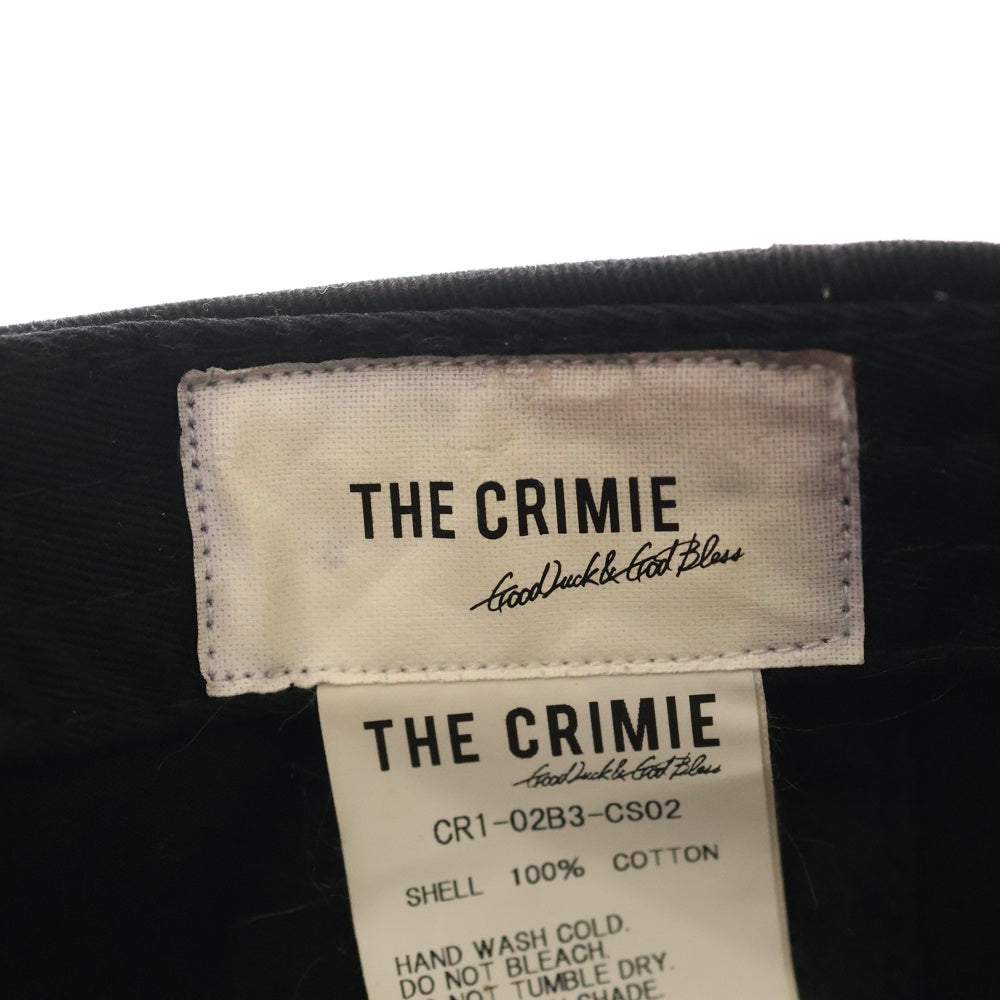 THE CRIMIE
Good Luck & God Bless
THE CRIMIE
Good Luck & God Bless
CR1-02B3-CS02
SHELL 100% COTTON
HAND WASH COLD.
DO NOT BLEACH.
NOT TUMBLE DRY.
SHADE